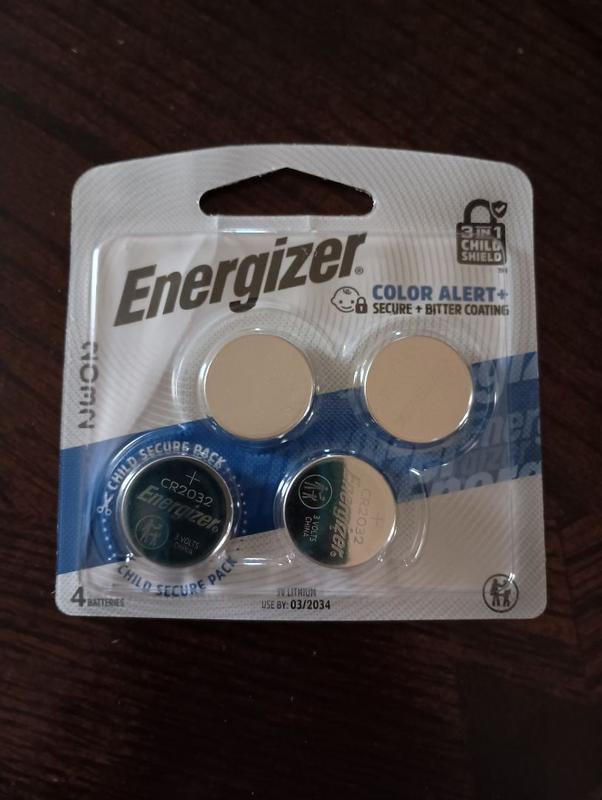 Energizer®
3 IN 1
CHILD
SHIELD™
COLOR ALERT+
SECURE + BITTER COATING
2032
CHILD SECURE PACK
+
CR2032
Energizer®
3 VOLTS
CHINA
+
CR2032
Energizer®
3 VOLTS
CHINA
CHILD SECURE PACK
4 BATTERIES
3V LITHIUM
USE BY: 03/2034